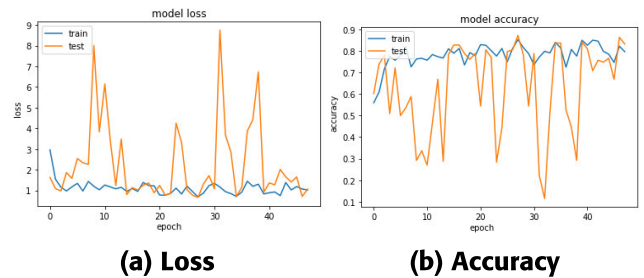 model loss
train
test
9
8
7
6
5
4
3
2
1
loss
0
10
20
30
40
epoch
(a) Loss
model accuracy
train
test
0.9
0.8
0.7
0.6
0.5
0.4
0.3
0.2
0.1
accuracy
0
10
20
30
40
epoch
(b) Accuracy